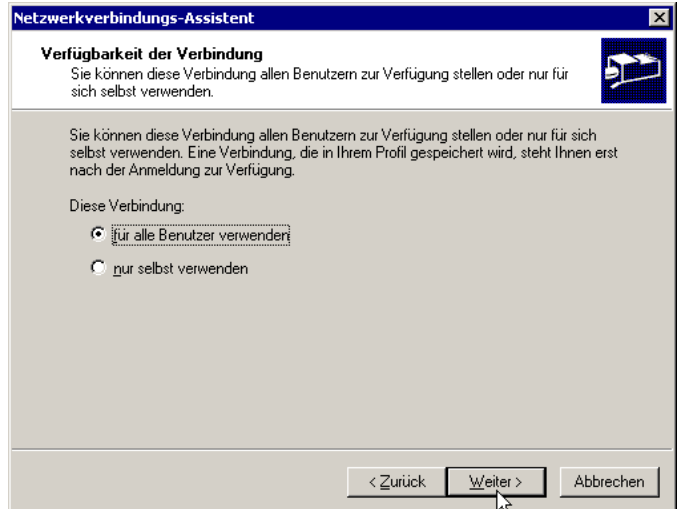 Netzwerkverbindungs-Assistent
Verfügbarkeit der Verbindung
Sie können diese Verbindung allen Benutzern zur Verfügung stellen oder nur für
sich selbst verwenden.
Sie können diese Verbindung allen Benutzern zur Verfügung stellen oder nur für sich
selbst verwenden. Eine Verbindung, die in Ihrem Profil gespeichert wird, steht Ihnen erst
nach der Anmeldung zur Verfügung.
Diese Verbindung:
für alle Benutzer verwenden
nur selbst verwenden
< Zurück Weiter > Abbrechen